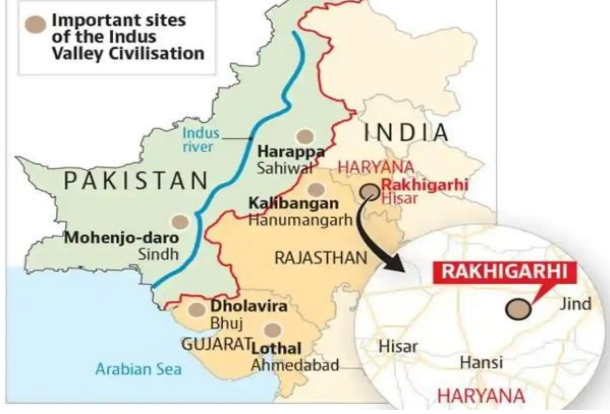 Important sites
of the Indus
Valley Civilisation
Indus
river
INDIA
Harappa
Sahiwal
HARYANA
PAKISTAN
Rakhigarhi
Hisar
Kalibangan
Hanumangarh
Mohenjo-daro
Sindh
RAJASTHAN
RAKHIGARHI
Jind
Dholavira
Bhuj
GUJARAT
Lothal
Ahmedabad
Hisar
Hansi
Arabian Sea
HARYANA